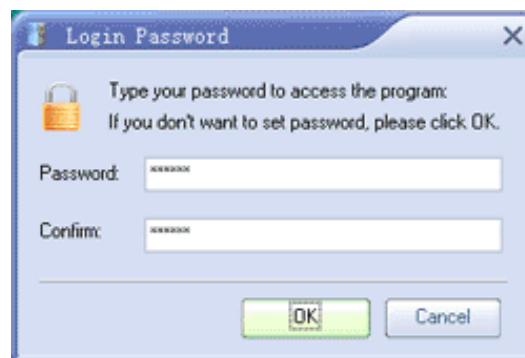 Login Password
Type your password to access the program:
If you don't want to set password, please click OK.
Password: ******
Confirm: ******
OK Cancel